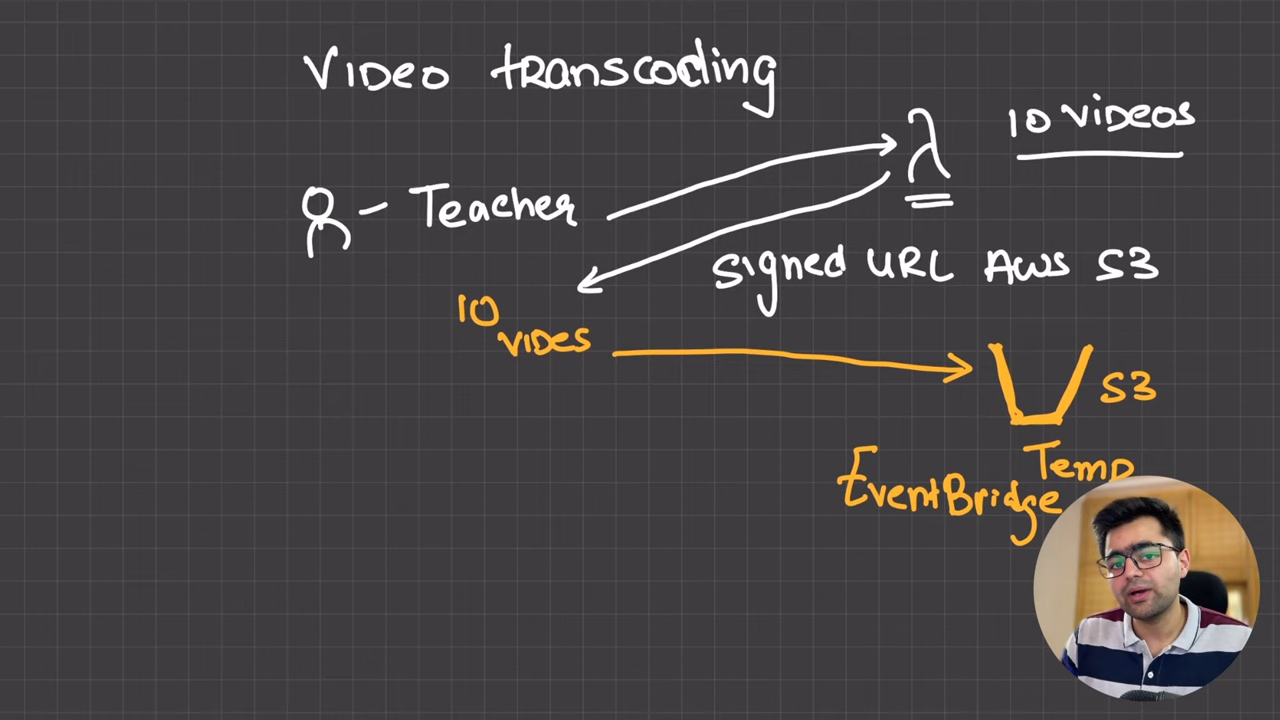 Video transcoding
10 videos
- Teacher
λ
Signed URL AWS S3
10
vides
S3
Temp
EventBridge